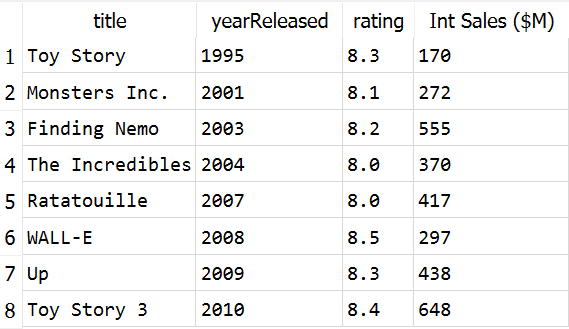 title yearReleased rating Int Sales ($M)
1 Toy Story 1995 8.3 170
2 Monsters Inc. 2001 8.1 272
3 Finding Nemo 2003 8.2 555
4 The Incredibles 2004 8.0 370
5 Ratatouille 2007 8.0 417
6 WALL-E 2008 8.5 297
7 Up 2009 8.3 438
8 Toy Story 3 2010 8.4 648